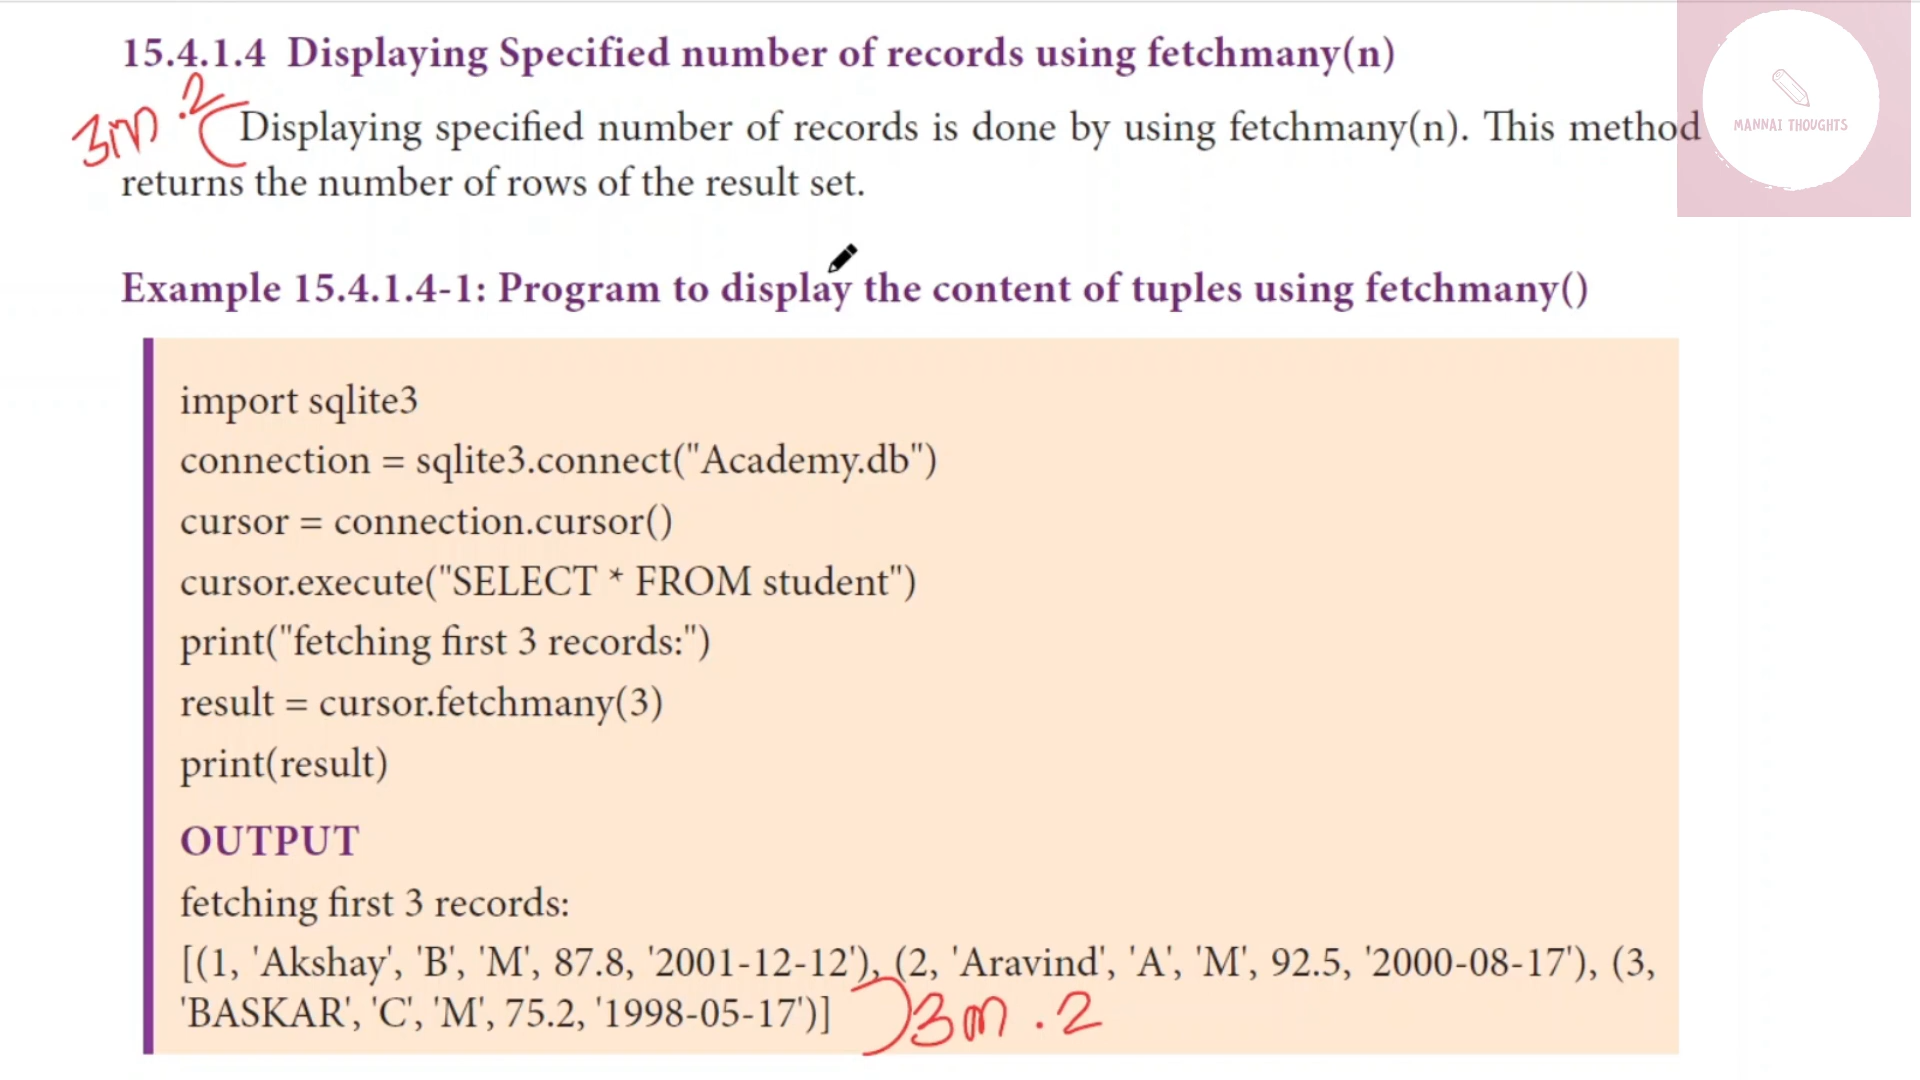 15.4.1.4 Displaying Specified number of records using fetchmany(n)
3m .2
Displaying specified number of records is done by using fetchmany(n). This method
returns the number of rows of the result set.
MANNAI THOUGHTS
Example 15.4.1.4-1: Program to display the content of tuples using fetchmany()
import sqlite3
connection = sqlite3.connect("Academy.db")
cursor = connection.cursor()
cursor.execute("SELECT * FROM student")
print("fetching first 3 records:")
result = cursor.fetchmany(3)
print(result)
OUTPUT
fetching first 3 records:
[(1, 'Akshay', 'B', 'M', 87.8, '2001-12-12'), (2, 'Aravind', 'A', 'M', 92.5, '2000-08-17'), (3,
'BASKAR', 'C', 'M', 75.2, '1998-05-17')]
3m .2